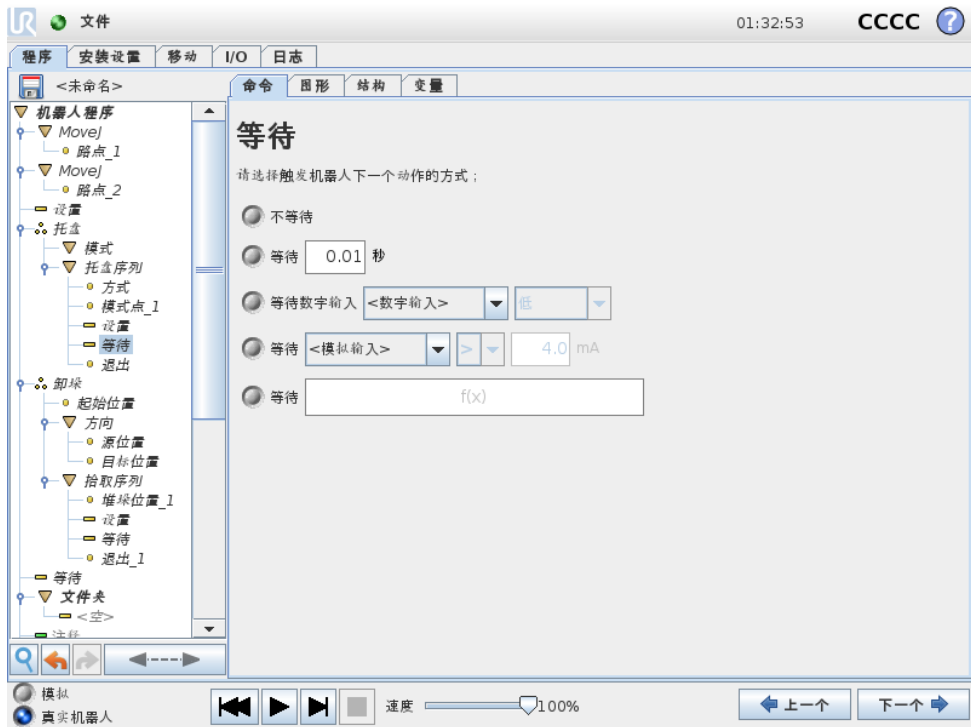 UR 文件 01:32:53 CCCC ?
程序 安装设置 移动 I/O 日志
<未命名> 命令 图形 结构 变量
机器人程序
MoveJ
路点_1
MoveJ
路点_2
设置
托盘
模式
托盘序列
方式
模式点_1
设置
等待
退出
卸垛
起始位置
方向
源位置
目标位置
拾取序列
堆垛位置_1
设置
等待
退出_1
等待
文件夹
<空>
注释
等待
请选择触发机器人下一个动作的方式：
不等待
等待 0.01 秒
等待数字输入 <数字输入> 低
等待 <模拟输入> > 4.0 mA
等待 f(x)
模拟
真实机器人
速度 100%
上一个 下一个